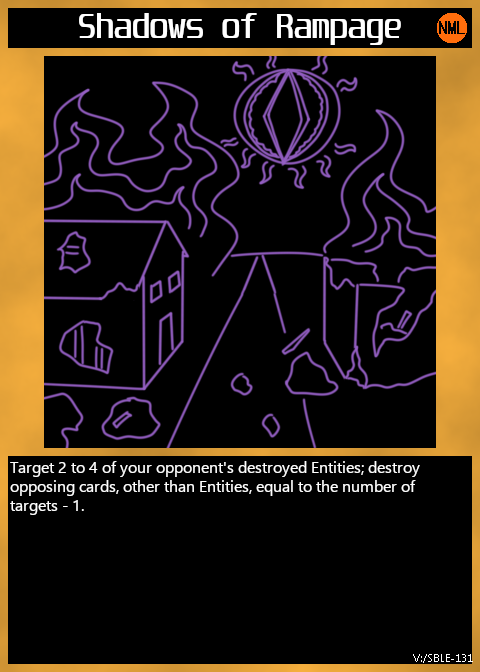 Shadows of Rampage
NML
Target 2 to 4 of your opponent's destroyed Entities; destroy
opposing cards, other than Entities, equal to the number of
targets - 1.
V:/SBLE-131